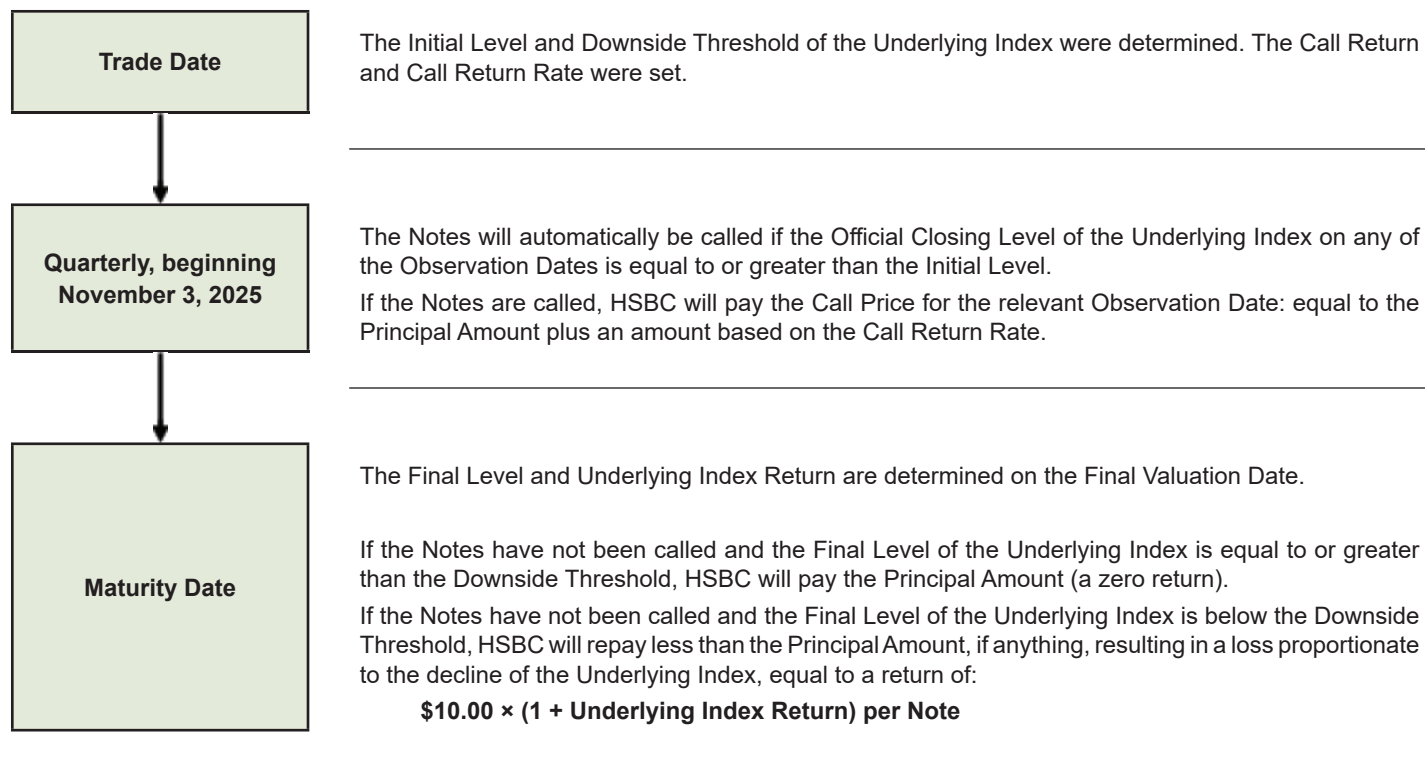 Trade Date
The Initial Level and Downside Threshold of the Underlying Index were determined. The Call Return
and Call Return Rate were set.
Quarterly, beginning
November 3, 2025
The Notes will automatically be called if the Official Closing Level of the Underlying Index on any of
the Observation Dates is equal to or greater than the Initial Level.
If the Notes are called, HSBC will pay the Call Price for the relevant Observation Date: equal to the
Principal Amount plus an amount based on the Call Return Rate.
Maturity Date
The Final Level and Underlying Index Return are determined on the Final Valuation Date.
If the Notes have not been called and the Final Level of the Underlying Index is equal to or greater
than the Downside Threshold, HSBC will pay the Principal Amount (a zero return).
If the Notes have not been called and the Final Level of the Underlying Index is below the Downside
Threshold, HSBC will repay less than the Principal Amount, if anything, resulting in a loss proportionate
to the decline of the Underlying Index, equal to a return of:
$10.00 × (1 + Underlying Index Return) per Note